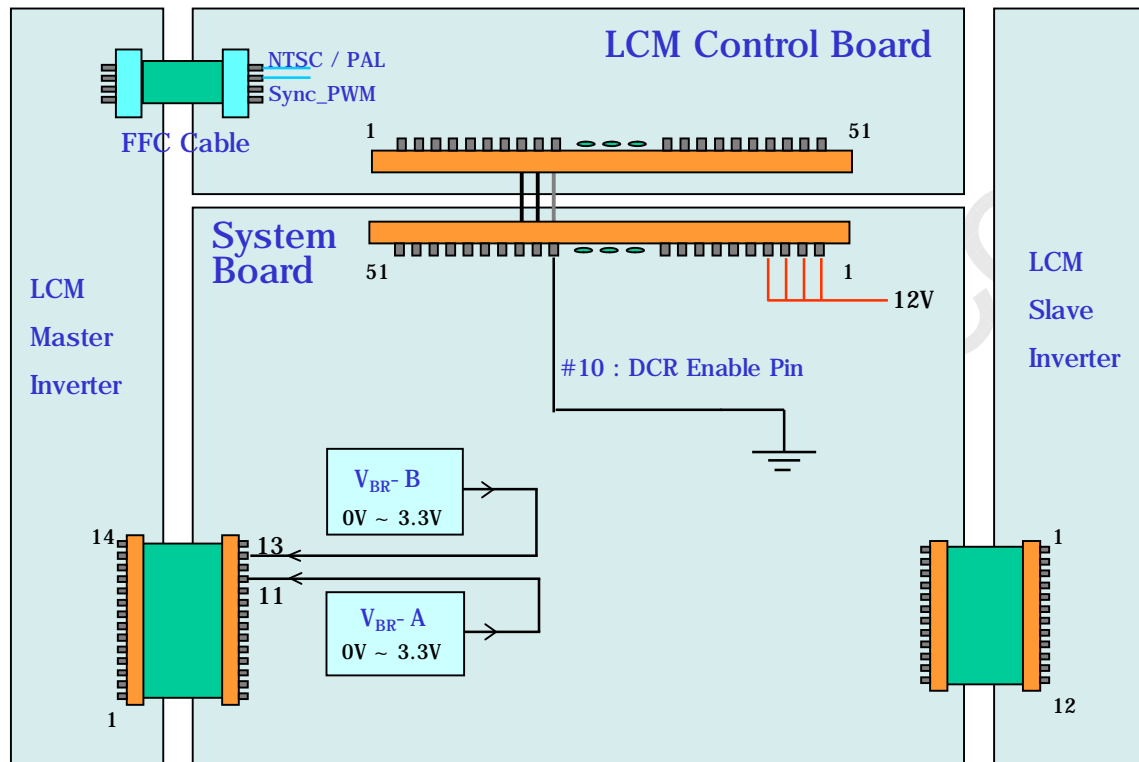 LCM Control Board
NTSC / PAL
Sync_PWM
FFC Cable
1
51
System
Board
51
1
12V
#10 : DCR Enable Pin
LCM
Master
Inverter
LCM
Slave
Inverter
VBR- B
0V ~ 3.3V
14
13
11
1
VBR- A
0V ~ 3.3V
1
12